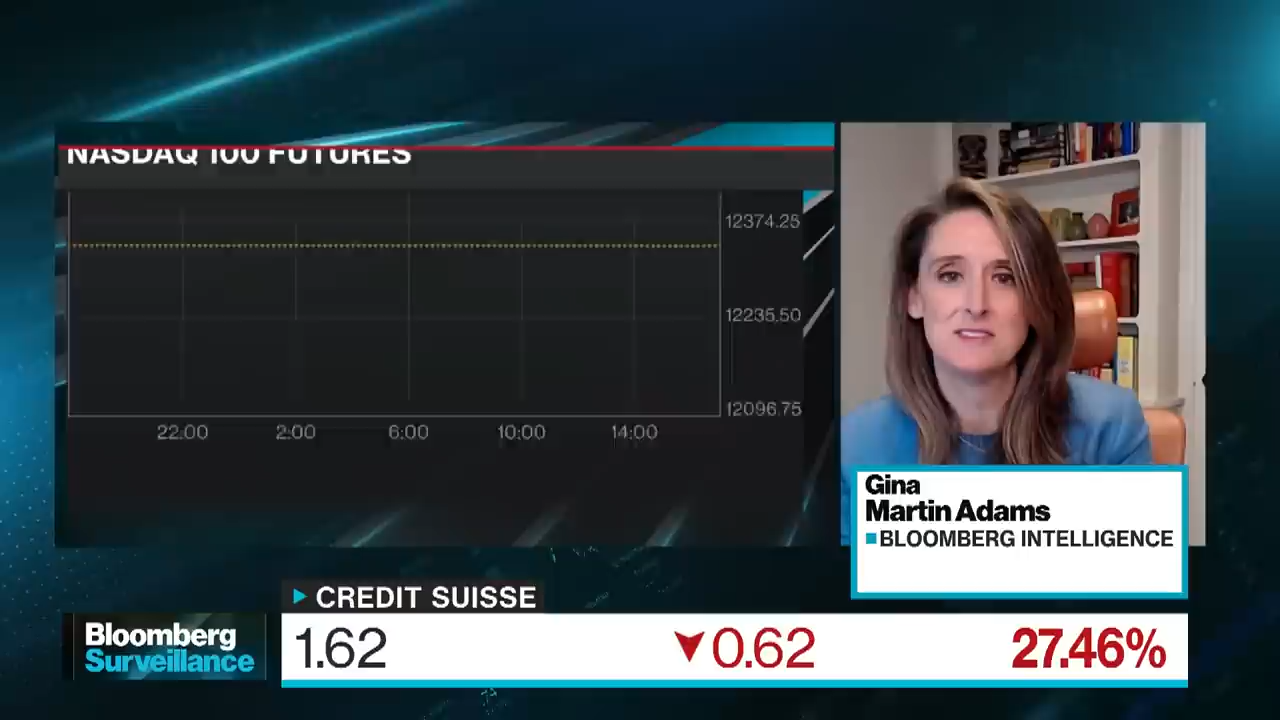 NASDAQ 100 FUTURES
12374.25
12235.50
12096.75
22:00 2:00 6:00 10:00 14:00
Gina
Martin Adams
BLOOMBERG INTELLIGENCE
CREDIT SUISSE
Bloomberg
Surveillance
1.62 0.62 27.46%